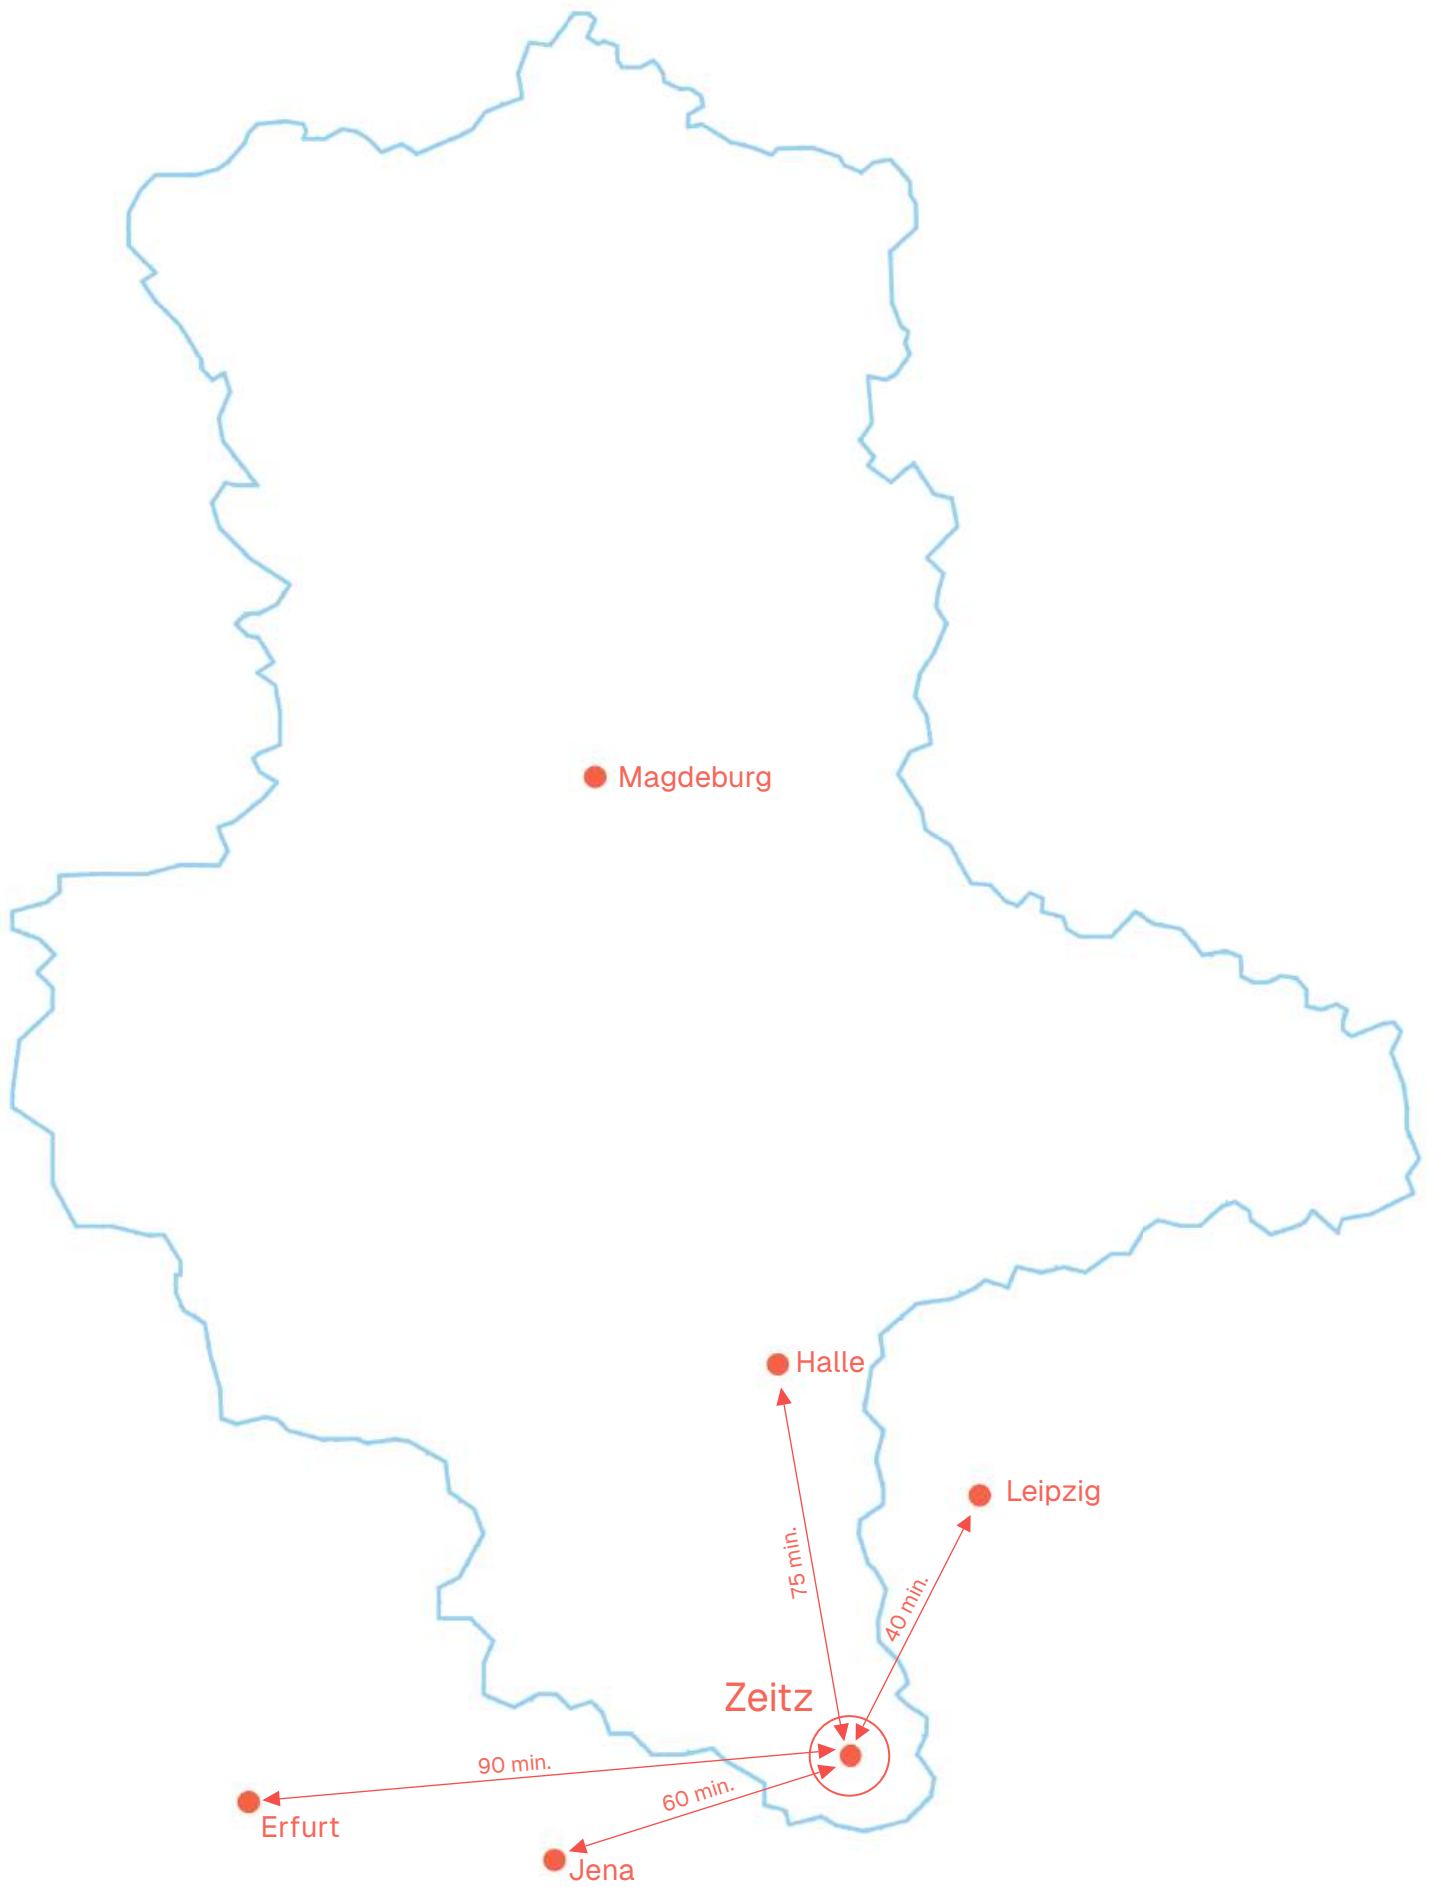 Magdeburg
Halle
Leipzig
75 min.
40 min.
Zeitz
90 min.
60 min.
Erfurt
Jena